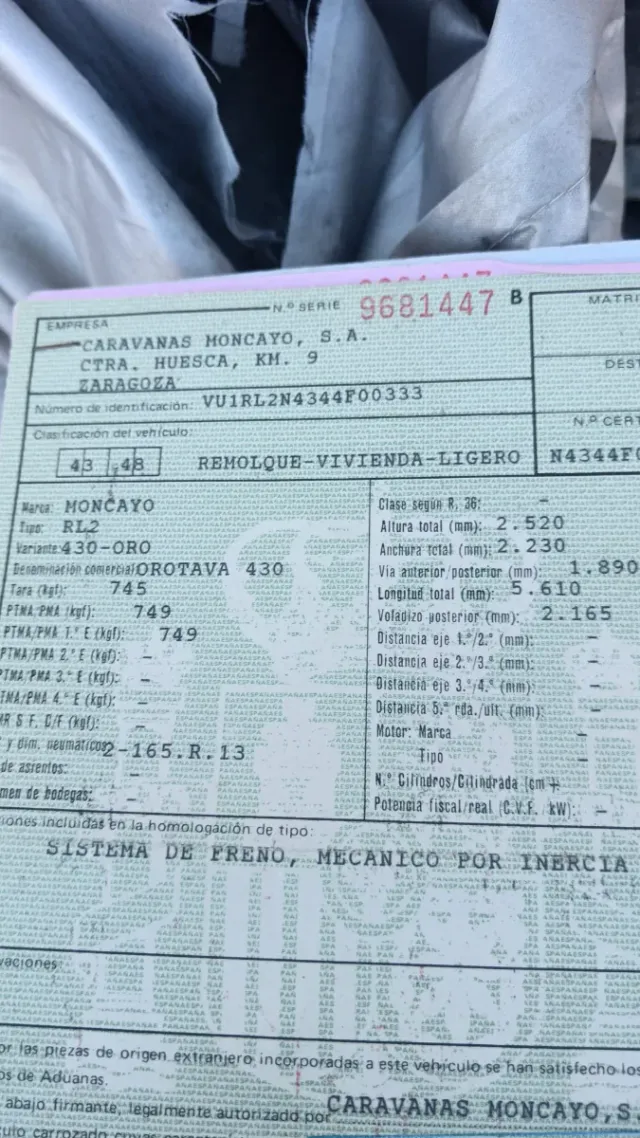 EMPRESA
N.º SERIE 9681447 B
CARAVANAS MONCAYO, S.A.
CTRA. HUESCA, KM. 9
ZARAGOZA
MATRI
DEST
Número de identificación: VU1RL2N4344F00333
Clasificación del vehículo:
N.º CERT
43 48 REMOLQUE-VIVIENDA-LIGERO
N4344F0
Marca: MONCAYO
Tipo: RL2
Variante: 430-ORO
Denominación comercial OROTAVA 430
Tara (kgf): 745
PTMA/PMA (kgf): 749
PTMA/PMA 1.º E (kgf): 749
PTMA/PMA 2.º E (kgf): -
PTMA/PMA 3.º E (kgf): -
TMA/PMA 4.º E (kgf): -
MR S F. C/F (kgf): -
y dim. neumáticos 2-165.R.13
de asientos: -
men de bodegas: -
Clase según R. 36: -
Altura total (mm): 2.520
Anchura total (mm): 2.230
Vía anterior/posterior (mm): 1.890
Longitud total (mm): 5.610
Voladizo posterior (mm): 2.165
Distancia eje 1.º/2.º (mm): -
Distancia eje 2.º/3.º (mm): -
Distancia eje 3.º/4.º (mm): -
Distancia 5.ª rda./ult. (mm): -
Motor: Marca -
Tipo -
N.º Cilindros/Cilindrada (cm
Potencia fiscal/real (C.V.F./kW): -
iones incluidas en la homologación de tipo:
SISTEMA DE FRENO, MECANICO POR INERCIA
vaciones:
or las piezas de origen extranjero incorporadas a este vehículo se han satisfecho los
os de Aduanas.
abajo firmante, legalmente autorizado por CARAVANAS MONCAYO,S.